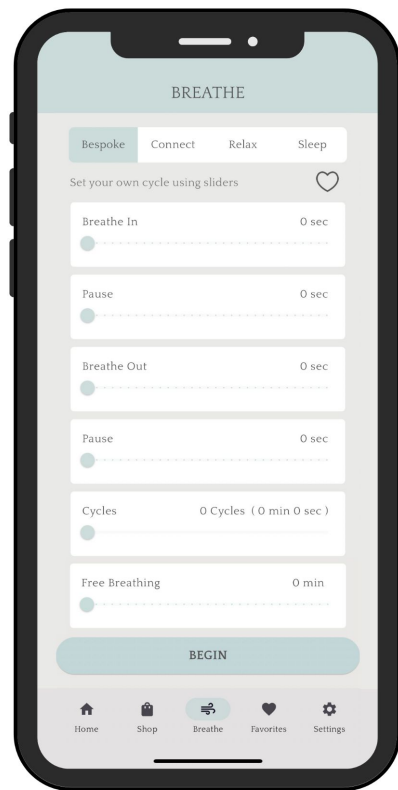 BREATHE
Bespoke Connect Relax Sleep
Set your own cycle using sliders
Breathe In 0 sec
Pause 0 sec
Breathe Out 0 sec
Pause 0 sec
Cycles 0 Cycles ( 0 min 0 sec )
Free Breathing 0 min
BEGIN
Home Shop Breathe Favorites Settings